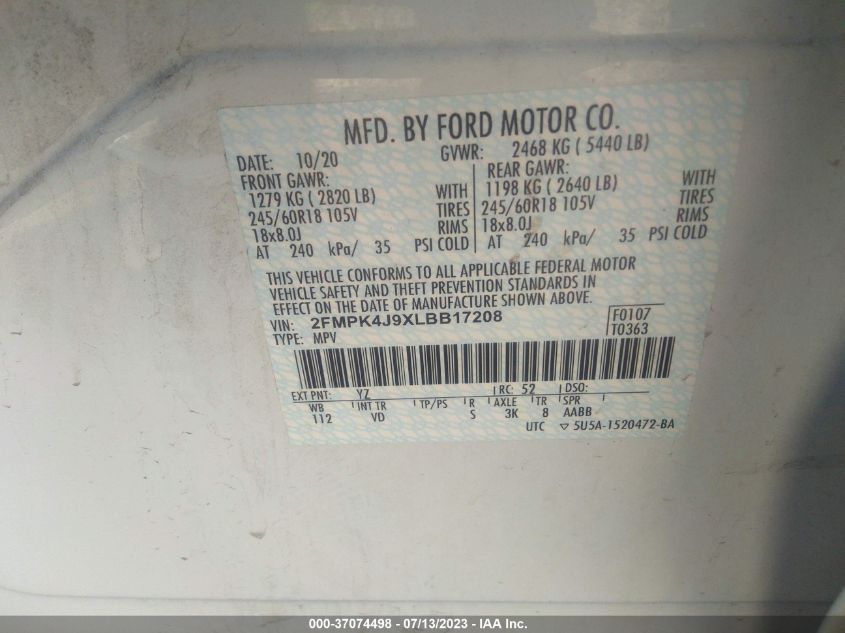 MFD. BY FORD MOTOR CO.
DATE: 10/20 GVWR: 2468 KG ( 5440 LB)
FRONT GAWR: REAR GAWR:
1279 KG ( 2820 LB) WITH 1198 KG ( 2640 LB) WITH
245/60R18 105V TIRES 245/60R18 105V TIRES
18x8.0J RIMS 18x8.0J RIMS
AT 240 kPa/ 35 PSI COLD AT 240 kPa/ 35 PSI COLD
THIS VEHICLE CONFORMS TO ALL APPLICABLE FEDERAL MOTOR
VEHICLE SAFETY AND THEFT PREVENTION STANDARDS IN
EFFECT ON THE DATE OF MANUFACTURE SHOWN ABOVE.
VIN: 2FMPK4J9XLBB17208 F0107
TYPE: MPV T0363
EXT PNT: YZ RC: 52 DSO:
WB INT TR TP/PS R AXLE TR SPR
112 VD S 3K 8 AABB
UTC ▽ 5U5A-1520472-BA
000-37074498 - 07/13/2023 - IAA Inc.